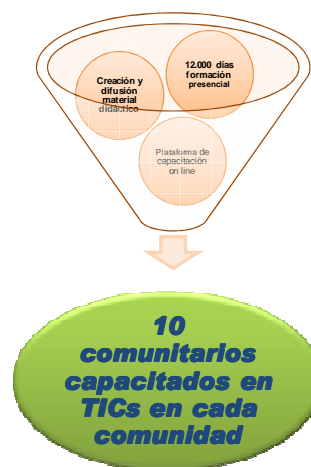 Creación y
difusión
material
didáctico
12.000 días
formación
presencial
Plataforma de
capacitación
on line
10
comunitarios
capacitados en
TICs en cada
comunidad